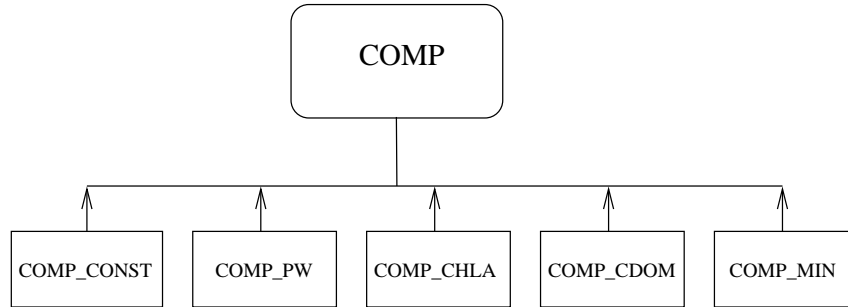 COMP
COMP_CONST
COMP_PW
COMP_CHLA
COMP_CDOM
COMP_MIN